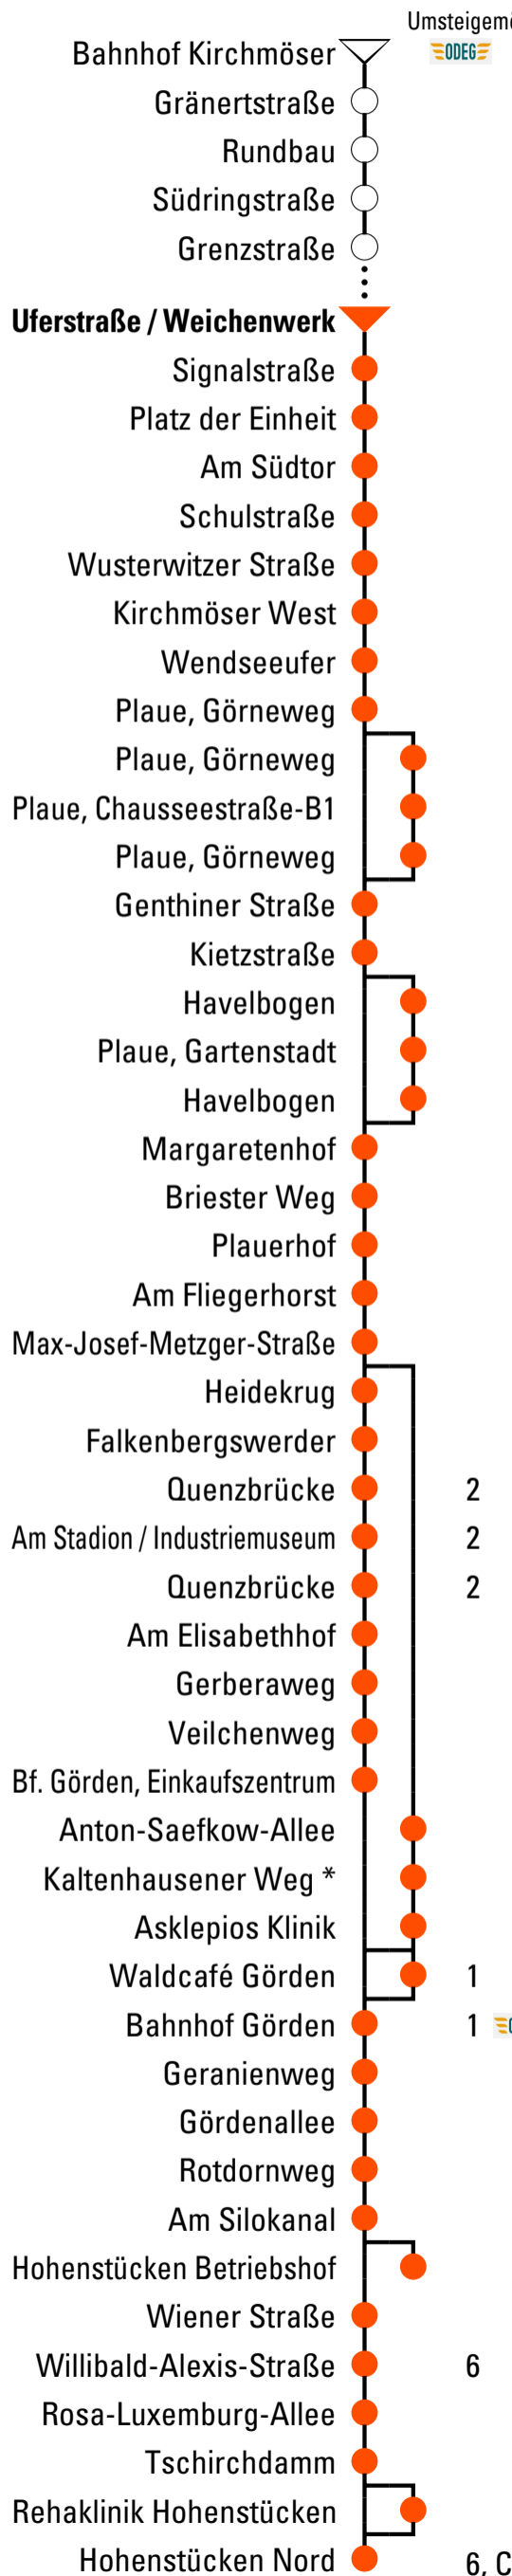 Bahnhof Kirchmöser
ODEG
Gränertstraße
Rundbau
Südringstraße
Grenzstraße
Uferstraße / Weichenwerk
Signalstraße
Platz der Einheit
Am Südtor
Schulstraße
Wusterwitzer Straße
Kirchmöser West
Wendseeufer
Plaue, Görneweg
Plaue, Görneweg
Plaue, Chausseestraße-B1
Plaue, Görneweg
Genthiner Straße
Kietzstraße
Havelbogen
Plaue, Gartenstadt
Havelbogen
Margaretenhof
Briester Weg
Plauerhof
Am Fliegerhorst
Max-Josef-Metzger-Straße
Heidekrug
Falkenbergswerder
Quenzbrücke 2
Am Stadion / Industriemuseum 2
Quenzbrücke 2
Am Elisabethhof
Gerberaweg
Veilchenweg
Bf. Görden, Einkaufszentrum
Anton-Saefkow-Allee
Kaltenhausener Weg *
Asklepios Klinik
Waldcafé Görden 1
Bahnhof Görden 1
Geranienweg
Gördenallee
Rotdornweg
Am Silokanal
Hohenstücken Betriebshof
Wiener Straße
Willibald-Alexis-Straße 6
Rosa-Luxemburg-Allee
Tschirchdamm
Rehaklinik Hohenstücken
Hohenstücken Nord 6, C